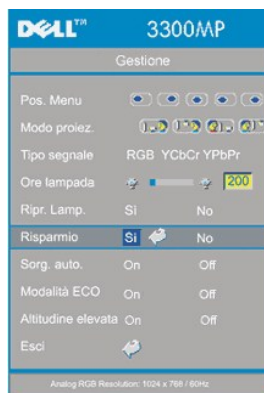 DELL™ 3300MP
Gestione
Pos. Menu
Modo proiez.
Tipo segnale RGB YCbCr YPbPr
Ore lampada 200
Ripr. Lamp. Sì No
Risparmio Sì No
Sorg. auto. On Off
Modalità ECO On Off
Altitudine elevata On Off
Esci
Analog RGB Resolution: 1024 x 768 / 60Hz